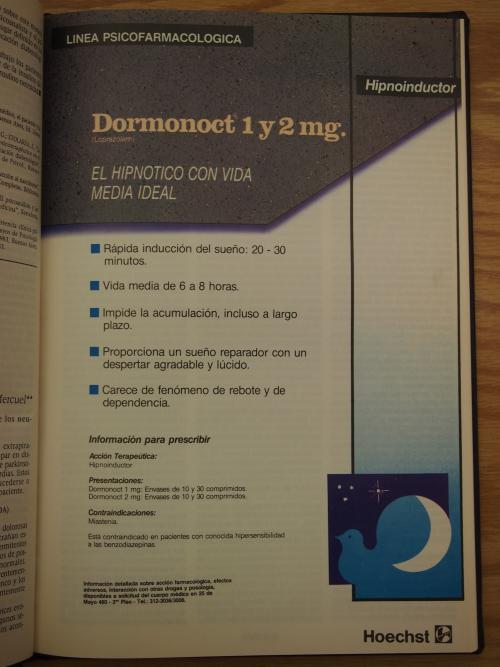 LINEA PSICOFARMACOLOGICA
Hipnoinductor
Dormonoct 1 y 2 mg.
(Loprazolam)
EL HIPNOTICO CON VIDA
MEDIA IDEAL
Rápida inducción del sueño: 20 - 30
minutos.
Vida media de 6 a 8 horas.
Impide la acumulación, incluso a largo
plazo.
Proporciona un sueño reparador con un
despertar agradable y lúcido.
Carece de fenómeno de rebote y de
dependencia.
Información para prescribir
Acción Terapeútica:
Hipnoinductor
Presentaciones:
Dormonoct 1 mg: Envases de 10 y 30 comprimidos.
Dormonoct 2 mg: Envases de 10 y 30 comprimidos.
Contraindicaciones:
Miastenia.
Está contraindicado en pacientes con conocida hipersensibilidad
a las benzodiazepinas.
Información detallada sobre acción farmacológica, efectos
adversos, interacción con otras drogas y posología,
disponibles a solicitud del cuerpo médico en 25 de
Mayo 460 - 3er Piso - Tel.: 312-3036/3008.
Hoechst